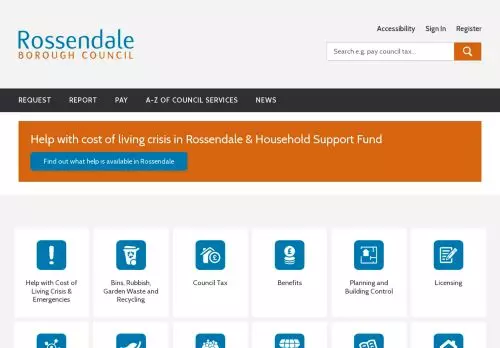 Accessibility Sign In Register
Rossendale
BOROUGH COUNCIL
Search e.g. pay council tax...
REQUEST REPORT PAY A-Z OF COUNCIL SERVICES NEWS
Help with cost of living crisis in Rossendale & Household Support Fund
Find out what help is available in Rossendale
Help with Cost of
Living Crisis &
Emergencies
Bins, Rubbish,
Garden Waste and
Recycling
Council Tax
Benefits
Planning and
Building Control
Licensing